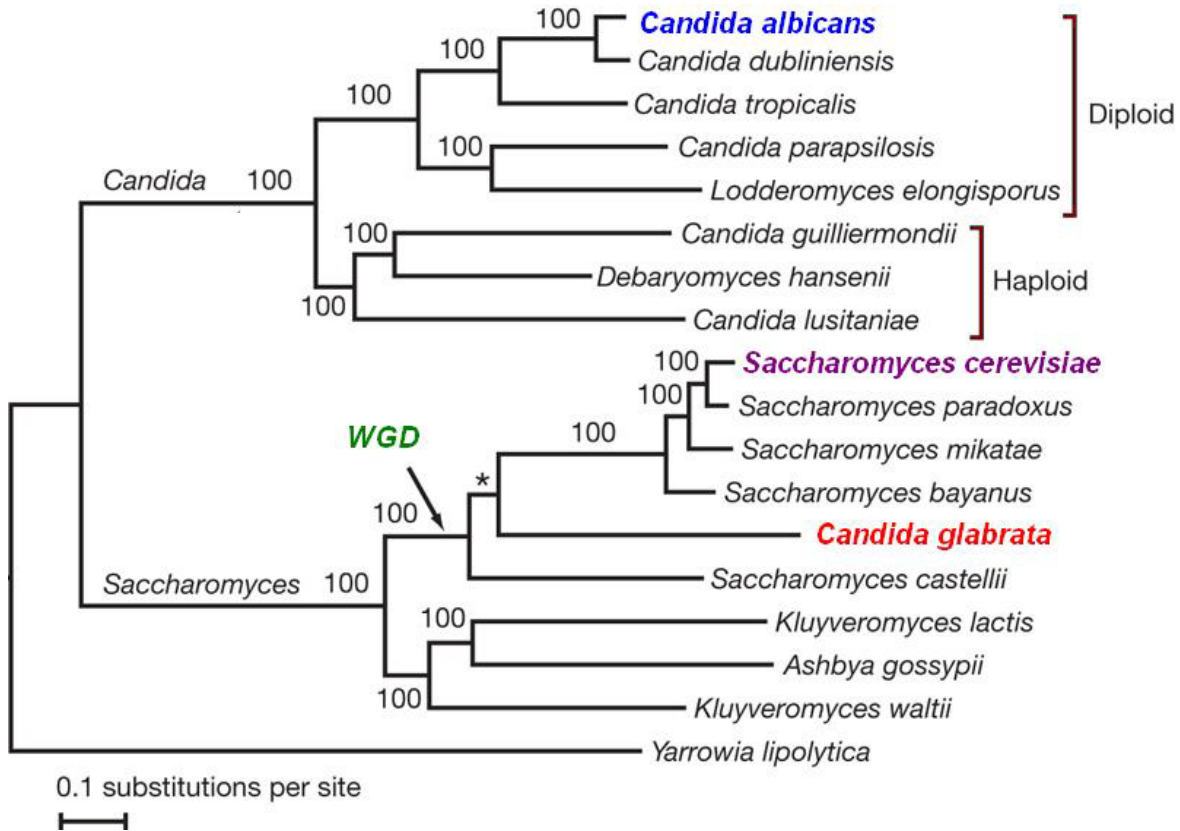 100
Candida albicans
Candida dubliniensis
100
Candida tropicalis
Diploid
100
100
Candida parapsilosis
Candida
100
Lodderomyces elongisporus
100
Candida guilliermondii
Debaryomyces hansenii
Haploid
100
Candida lusitaniae
100
Saccharomyces cerevisiae
100
Saccharomyces paradoxus
WGD
100
Saccharomyces mikatae
*
Saccharomyces bayanus
100
Candida glabrata
Saccharomyces
100
Saccharomyces castellii
100
Kluyveromyces lactis
Ashbya gossypii
100
Kluyveromyces waltii
Yarrowia lipolytica
0.1 substitutions per site